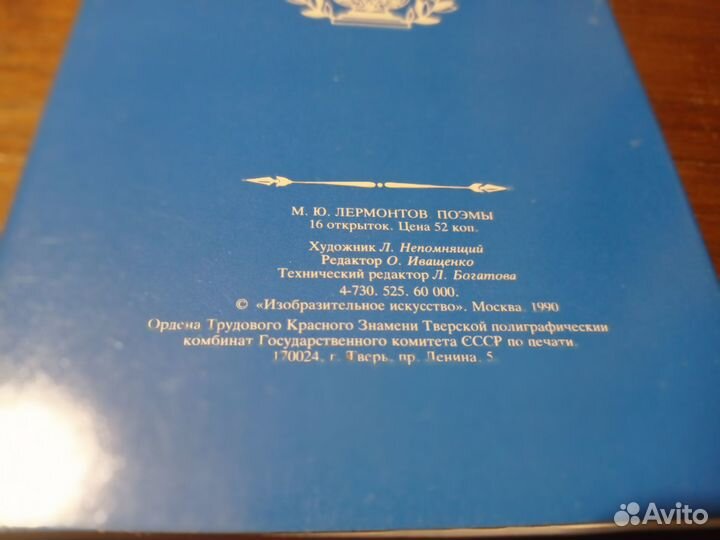 М. Ю. ЛЕРМОНТОВ ПОЭМЫ
16 открыток. Цена 52 коп.
Художник Л. Непомнящий
Редактор О. Иващенко
Технический редактор Л. Богатова
4-730. 525. 60 000.
© «Изобразительное искусство». Москва 1990
Ордена Трудового Красного Знамени Тверской полиграфический
комбинат Государственного комитета СССР по печати.
170024, г. Тверь, пр. Ленина, 5
Avito